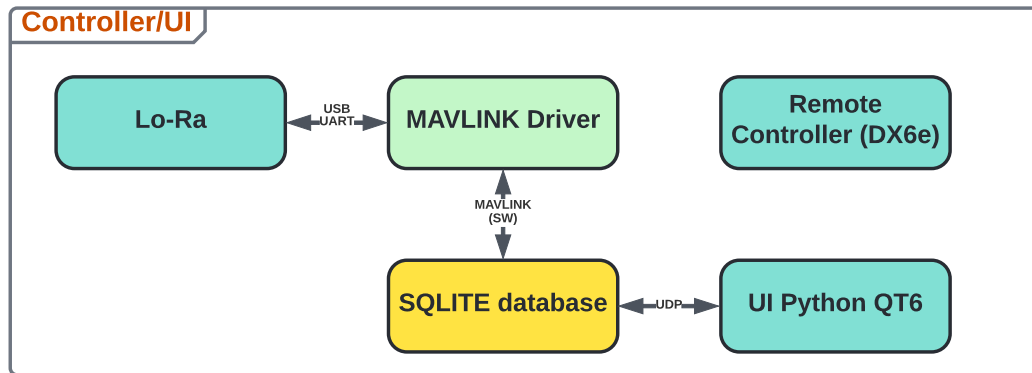 Controller/UI
Lo-Ra
USB
UART
MAVLINK Driver
Remote
Controller (DX6e)
MAVLINK
(SW)
SQLITE database
UDP
UI Python QT6